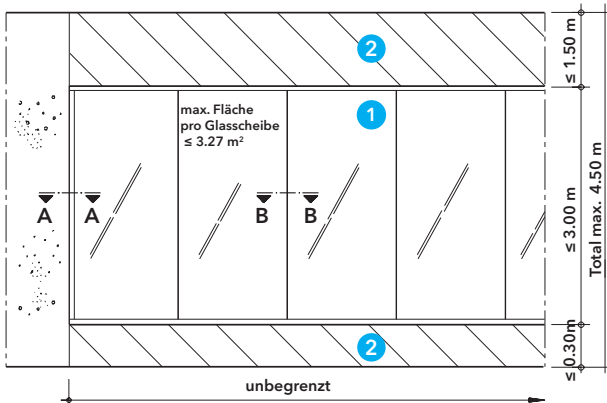 2
≤ 1.50 m
max. Fläche
pro Glasscheibe
≤ 3.27 m²
1
A A B B
≤ 3.00 m
Total max. 4.50 m
2
≤ 0.30m
unbegrenzt